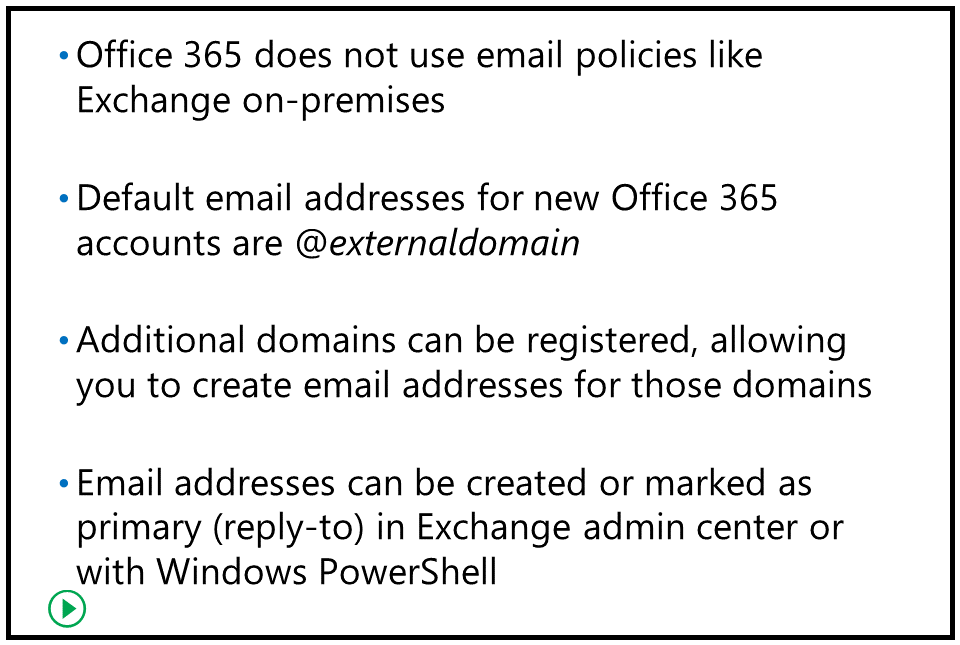 • Office 365 does not use email policies like
Exchange on-premises
• Default email addresses for new Office 365
accounts are @externaldomain
• Additional domains can be registered, allowing
you to create email addresses for those domains
• Email addresses can be created or marked as
primary (reply-to) in Exchange admin center or
with Windows PowerShell